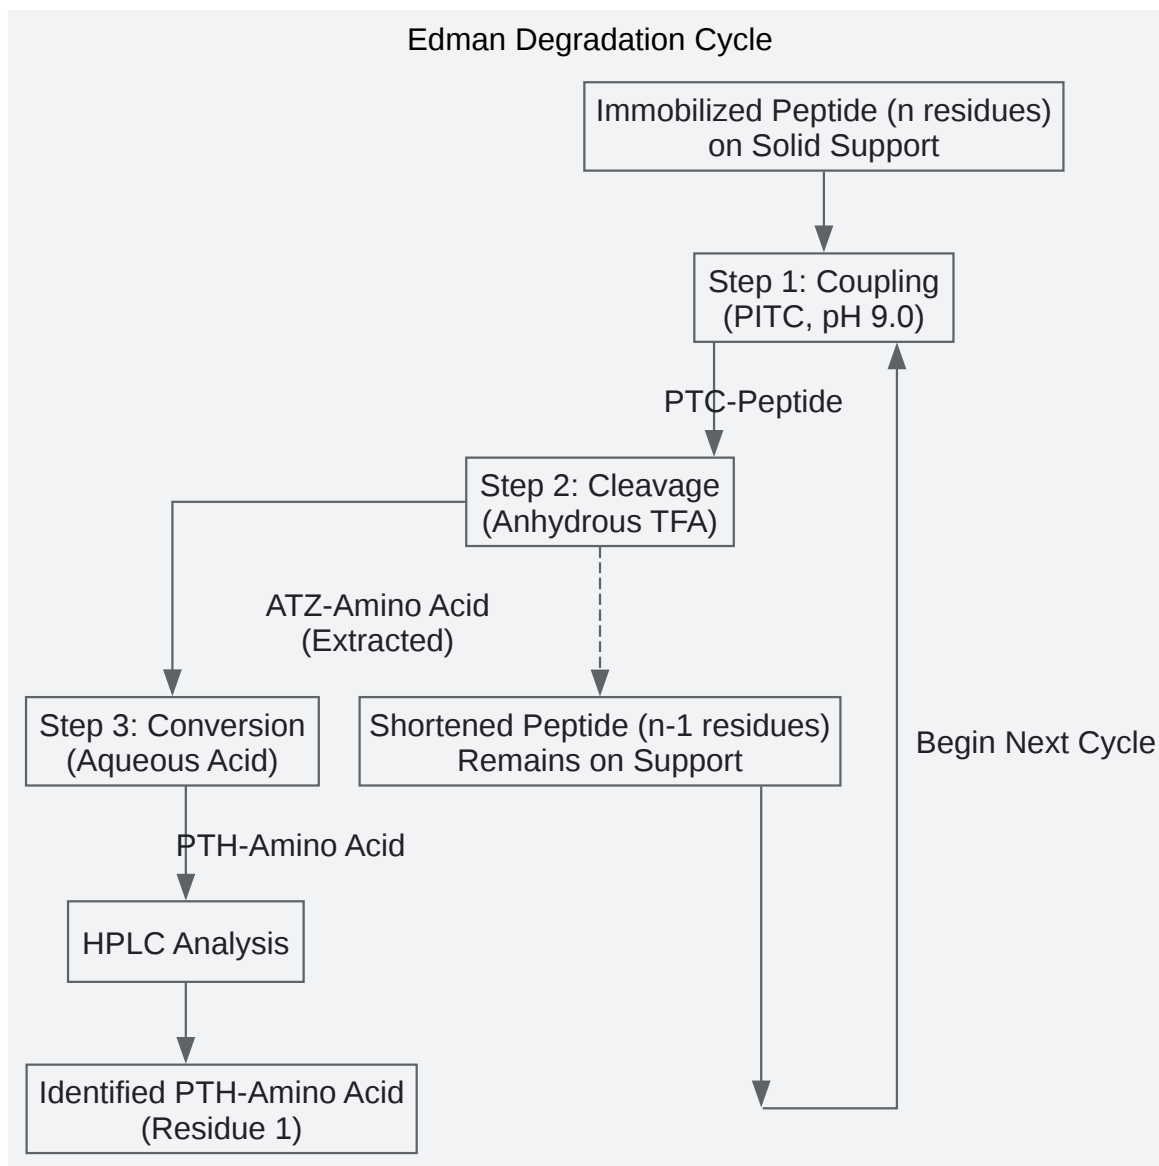 Edman Degradation Cycle
Immobilized Peptide (n residues)
on Solid Support
Step 1: Coupling
(PITC, pH 9.0)
PTC-Peptide
Step 2: Cleavage
(Anhydrous TFA)
ATZ-Amino Acid
(Extracted)
Step 3: Conversion
(Aqueous Acid)
Shortened Peptide (n-1 residues)
Remains on Support
Begin Next Cycle
PTH-Amino Acid
HPLC Analysis
Identified PTH-Amino Acid
(Residue 1)